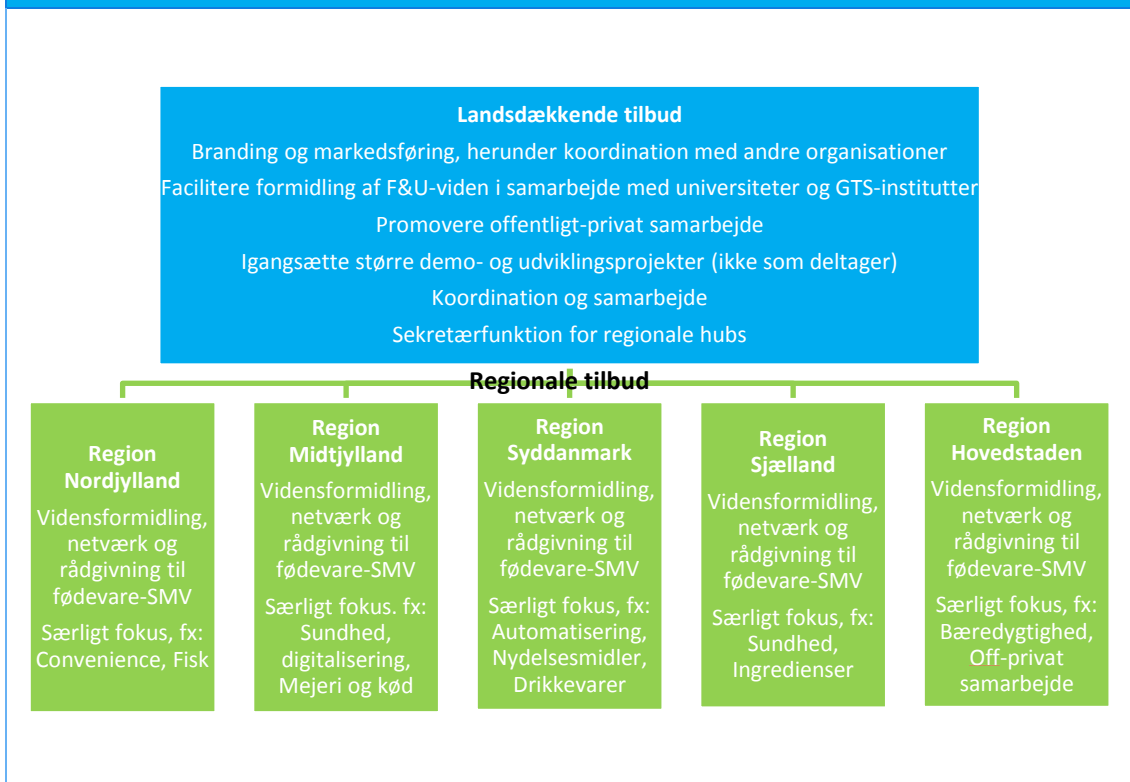 Landsdækkende tilbud
Branding og markedsføring, herunder koordination med andre organisationer
Facilitere formidling af F&U-viden i samarbejde med universiteter og GTS-institutter
Promovere offentligt-privat samarbejde
Igangsætte større demo- og udviklingsprojekter (ikke som deltager)
Koordination og samarbejde
Sekretærfunktion for regionale hubs
Regionale tilbud
Region
Nordjylland
Vidensformidling,
netværk og
rådgivning til
fødevare-SMV
Særligt fokus, fx:
Convenience, Fisk
Region
Midtjylland
Vidensformidling,
netværk og
rådgivning til
fødevare-SMV
Særligt fokus. fx:
Sundhed,
digitalisering,
Mejeri og kød
Region
Syddanmark
Vidensformidling,
netværk og
rådgivning til
fødevare-SMV
Særligt fokus, fx:
Automatisering,
Nydelsesmidler,
Drikkevarer
Region
Sjælland
Vidensformidling,
netværk og
rådgivning til
fødevare-SMV
Særligt fokus, fx:
Sundhed,
Ingredienser
Region
Hovedstaden
Vidensformidling,
netværk og
rådgivning til
fødevare-SMV
Særligt fokus, fx:
Bæredygtighed,
Off-privat
samarbejde